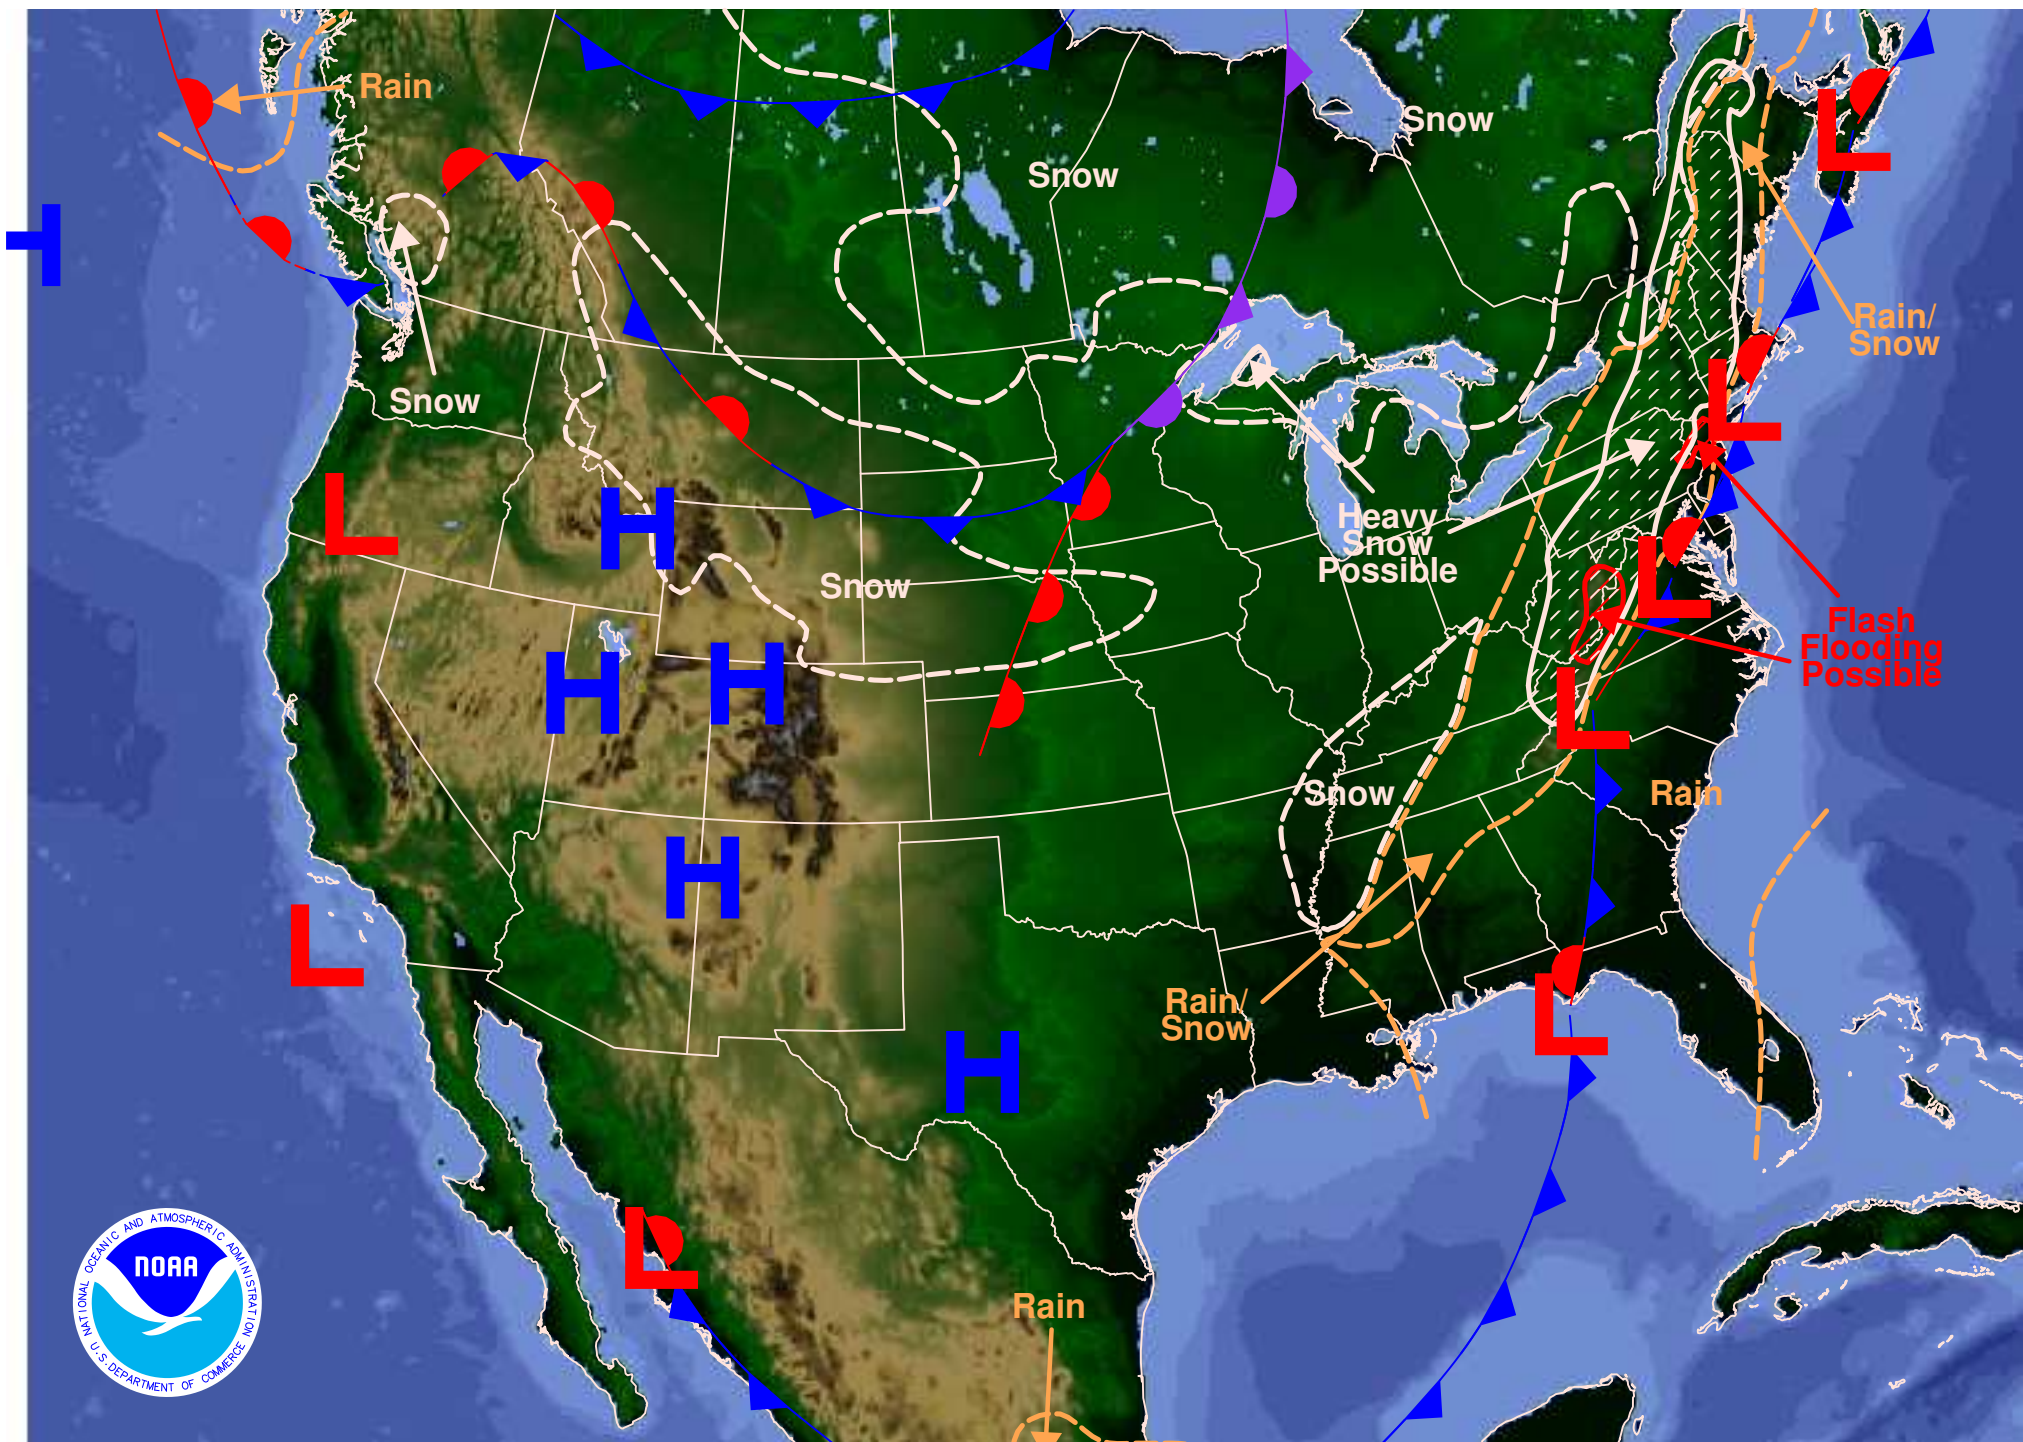 Rain
Snow
Snow
Rain/
Snow
Snow
L
H
L
L
L
H
H
Heavy
Snow
Possible
Snow
L
Flash
Flooding
Possible
H
H
L
Snow
Rain
H
L
Rain/
Snow
L
H
L
Rain
NATIONAL OCEANIC AND ATMOSPHERIC ADMINISTRATION
NOAA
U.S. DEPARTMENT OF COMMERCE